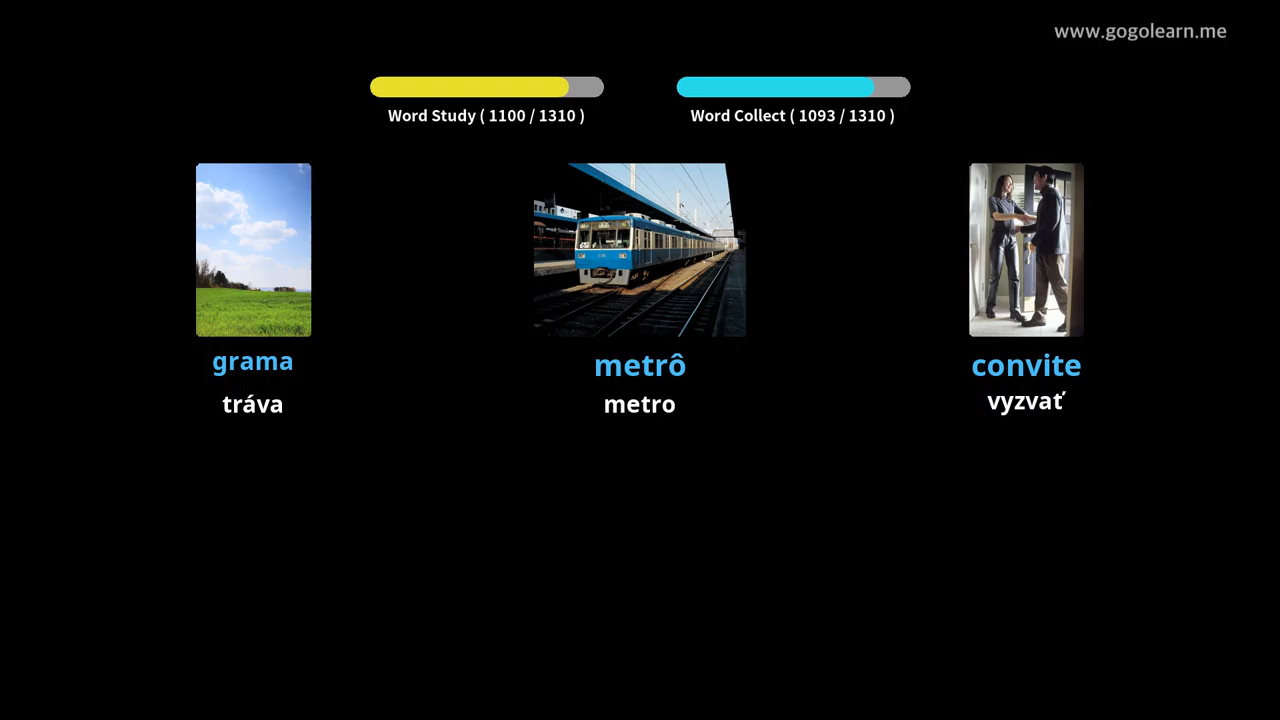 www.gogolearn.me
Word Study ( 1100 / 1310 )
Word Collect ( 1093 / 1310 )
grama
metrô
convite
tráva
metro
vyzvať